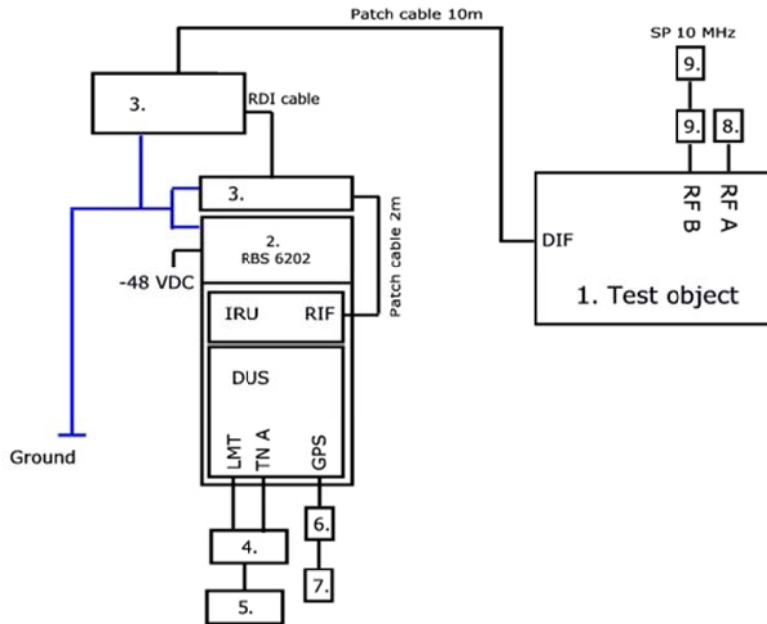 Patch cable 10m
SP 10 MHz
9.
3.
RDI cable
9.
8.
3.
RF B
RF A
2.
RBS 6202
Patch cable 2m
DIF
-48 VDC
1. Test object
IRU
RIF
DUS
LMT
TN A
GPS
Ground
6.
4.
7.
5.